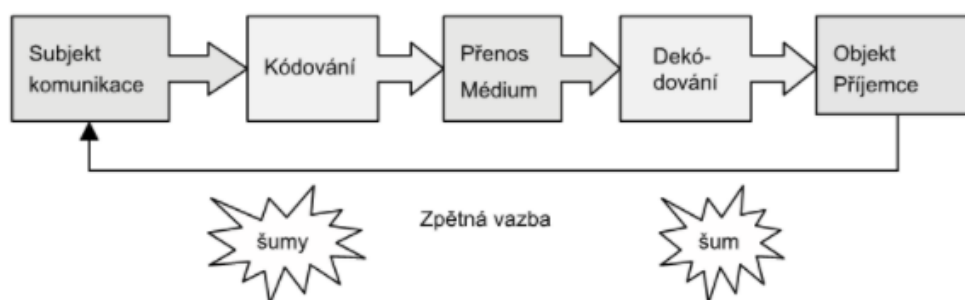 Subjekt
komunikace
Kódování
Přenos
Médium
Dekó-
dování
Objekt
Příjemce
šumy
Zpětná vazba
šum